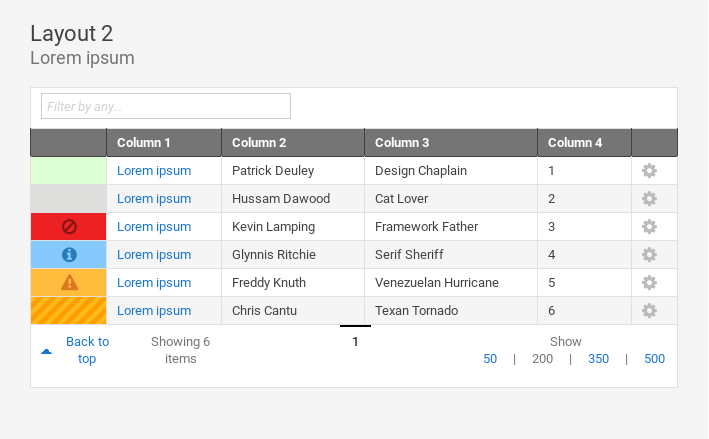 Layout 2
Lorem ipsum
Filter by any...
Column 1 Column 2 Column 3 Column 4
Lorem ipsum Patrick Deuley Design Chaplain 1
Lorem ipsum Hussam Dawood Cat Lover 2
Lorem ipsum Kevin Lamping Framework Father 3
Lorem ipsum Glynnis Ritchie Serif Sheriff 4
Lorem ipsum Freddy Knuth Venezuelan Hurricane 5
Lorem ipsum Chris Cantu Texan Tornado 6
Back to Showing 6 1 Show
top items 50 | 200 | 350 | 500